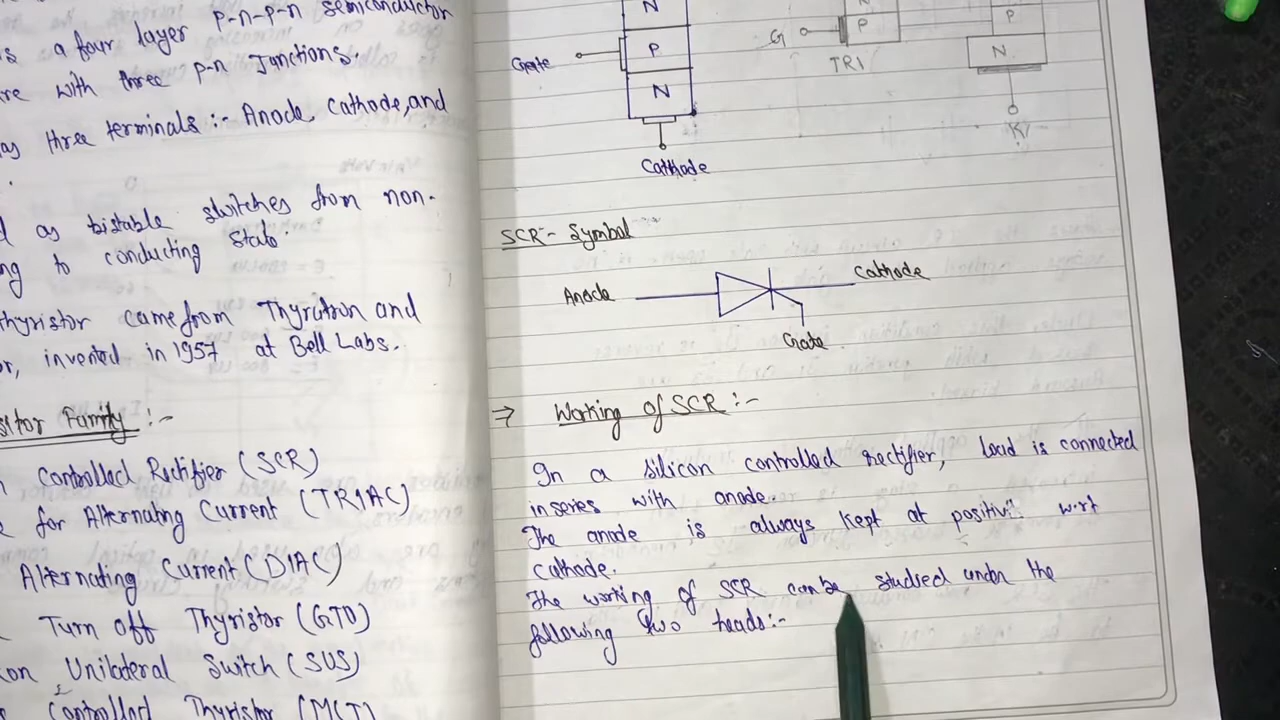 p-n-p-n semiconductor
a four layer
with three p-n Junctions.
three terminals :- Anode, Cathode, and
as bistable switches from non-
to conducting state.
thyristor came from Thyratron and
invented in 1957 at Bell Labs.
Family :-
Controlled Rectifier (SCR)
for Alternating Current (TRIAC)
Alternating Current (DIAC)
Turn off Thyristor (GTO)
Unilateral Switch (SUS)
Controlled Thyristor (MCT)
N
P
N
Gate
Cathode
G
P
TR1
P
N
K
SCR - Symbol
Anode
Cathode
Gate
⇒ Working of SCR :-
In a silicon controlled rectifier, load is connected
in series with anode.
The anode is always kept at positive w.r.t
cathode.
The working of SCR can be studied under the
following two heads:-